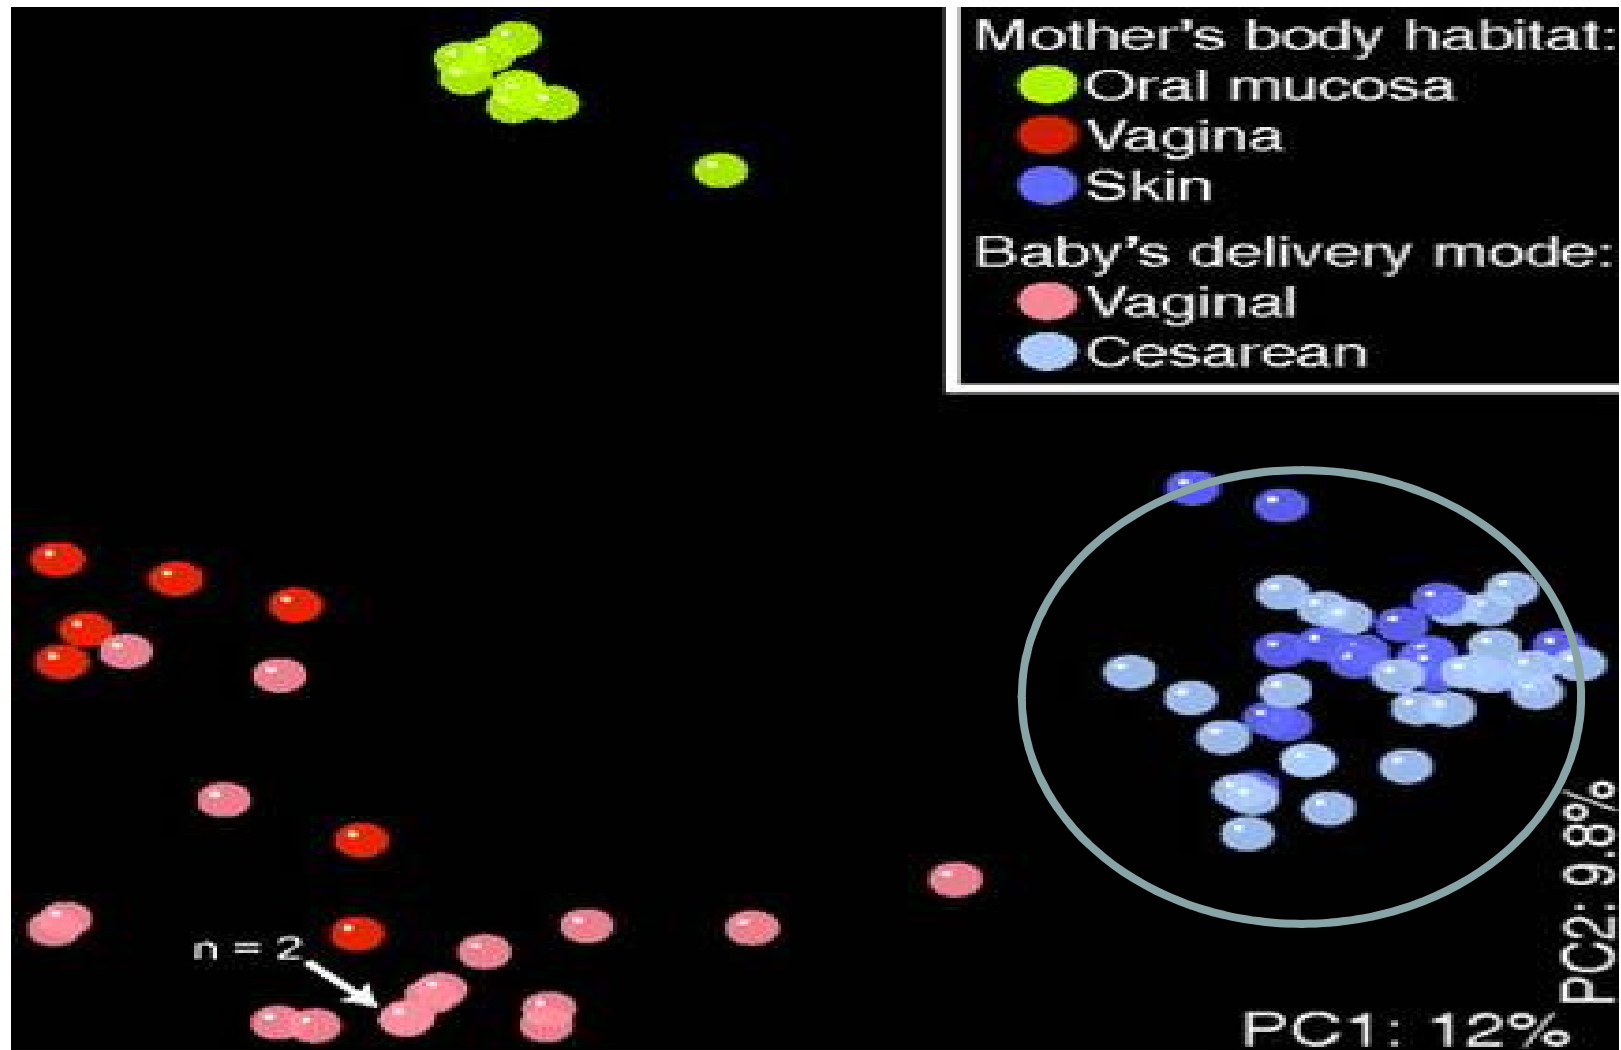 Mother's body habitat:
Oral mucosa
Vagina
Skin
Baby's delivery mode:
Vaginal
Cesarean
n = 2
PC2: 9.8%
PC1: 12%